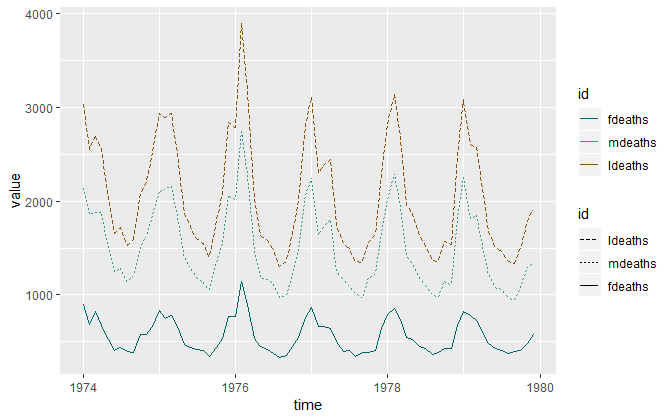 4000
3000
2000
1000
value
1974
1976
1978
1980
time
id
fdeaths
mdeaths
ldeaths
id
ldeaths
mdeaths
fdeaths